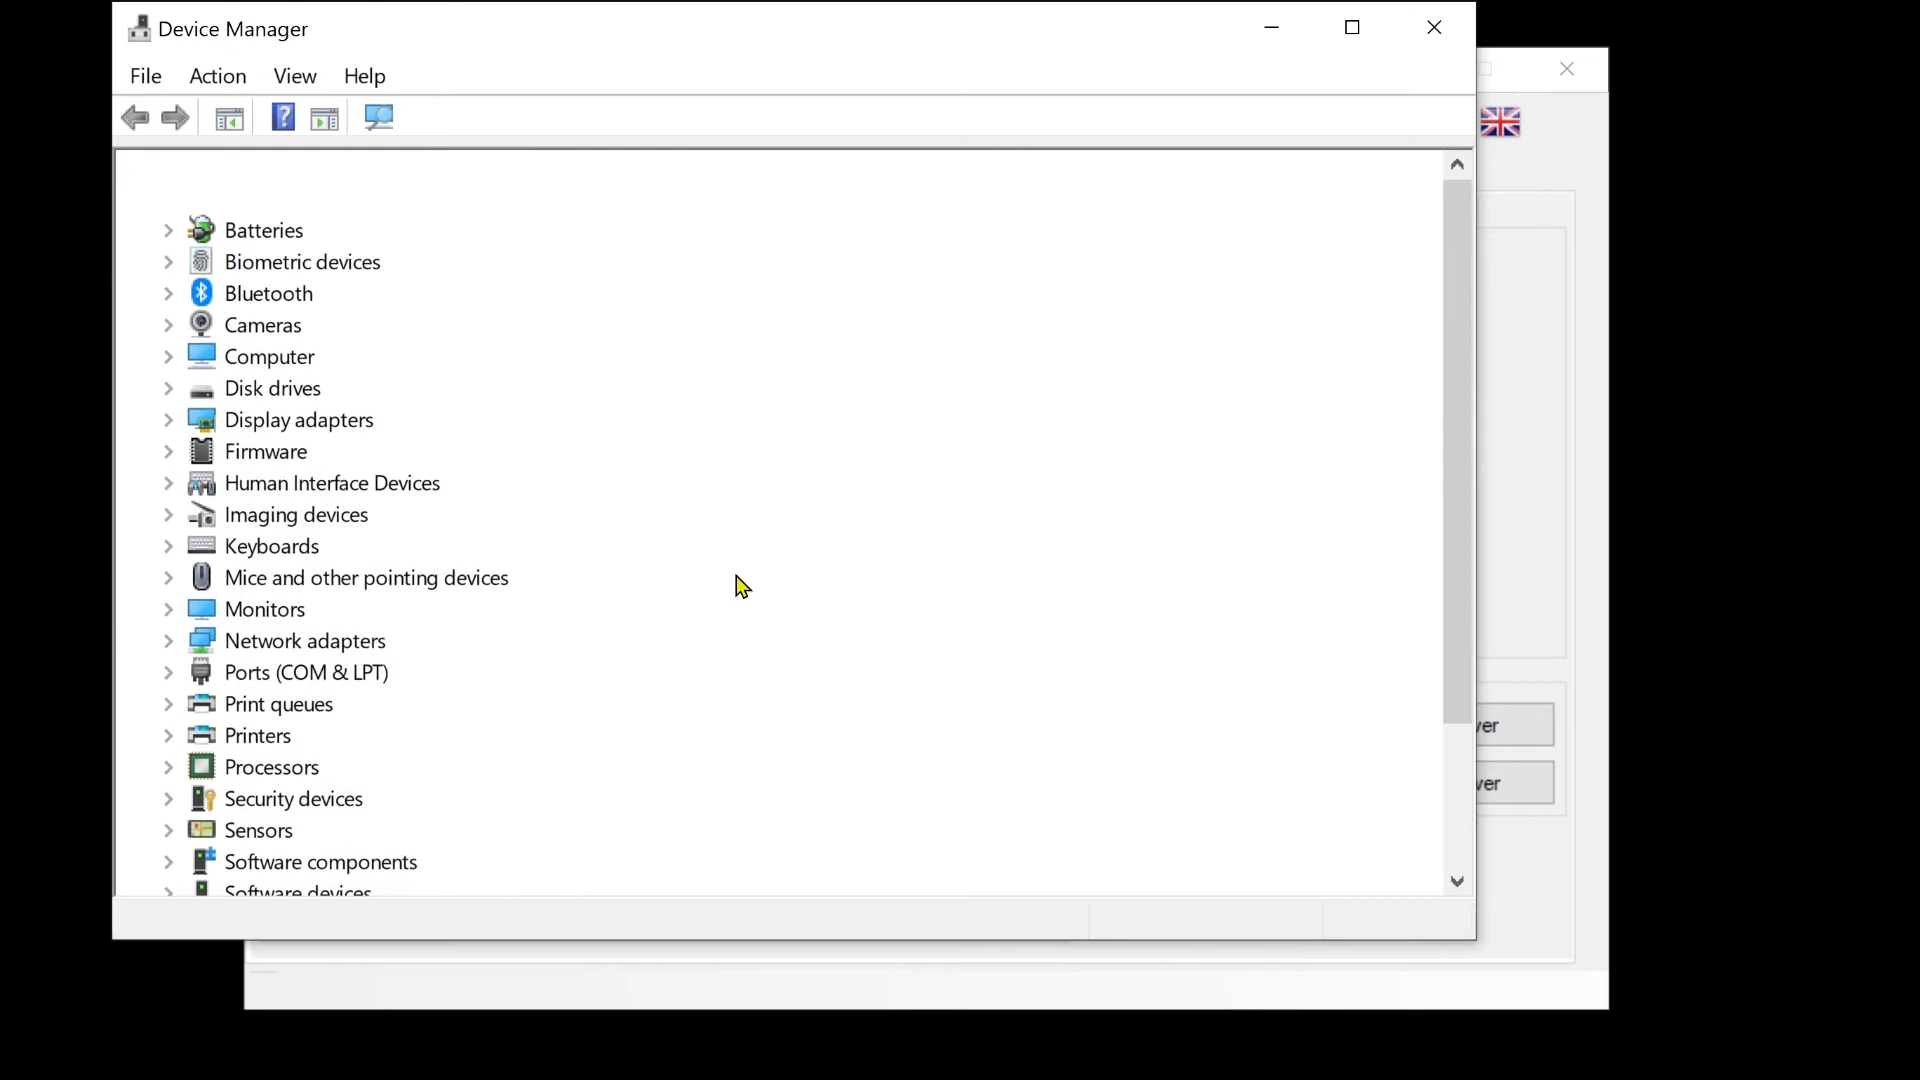 Device Manager
File Action View Help
Batteries
Biometric devices
Bluetooth
Cameras
Computer
Disk drives
Display adapters
Firmware
Human Interface Devices
Imaging devices
Keyboards
Mice and other pointing devices
Monitors
Network adapters
Ports (COM & LPT)
Print queues
Printers
Processors
Security devices
Sensors
Software components
Software devices
ver
ver